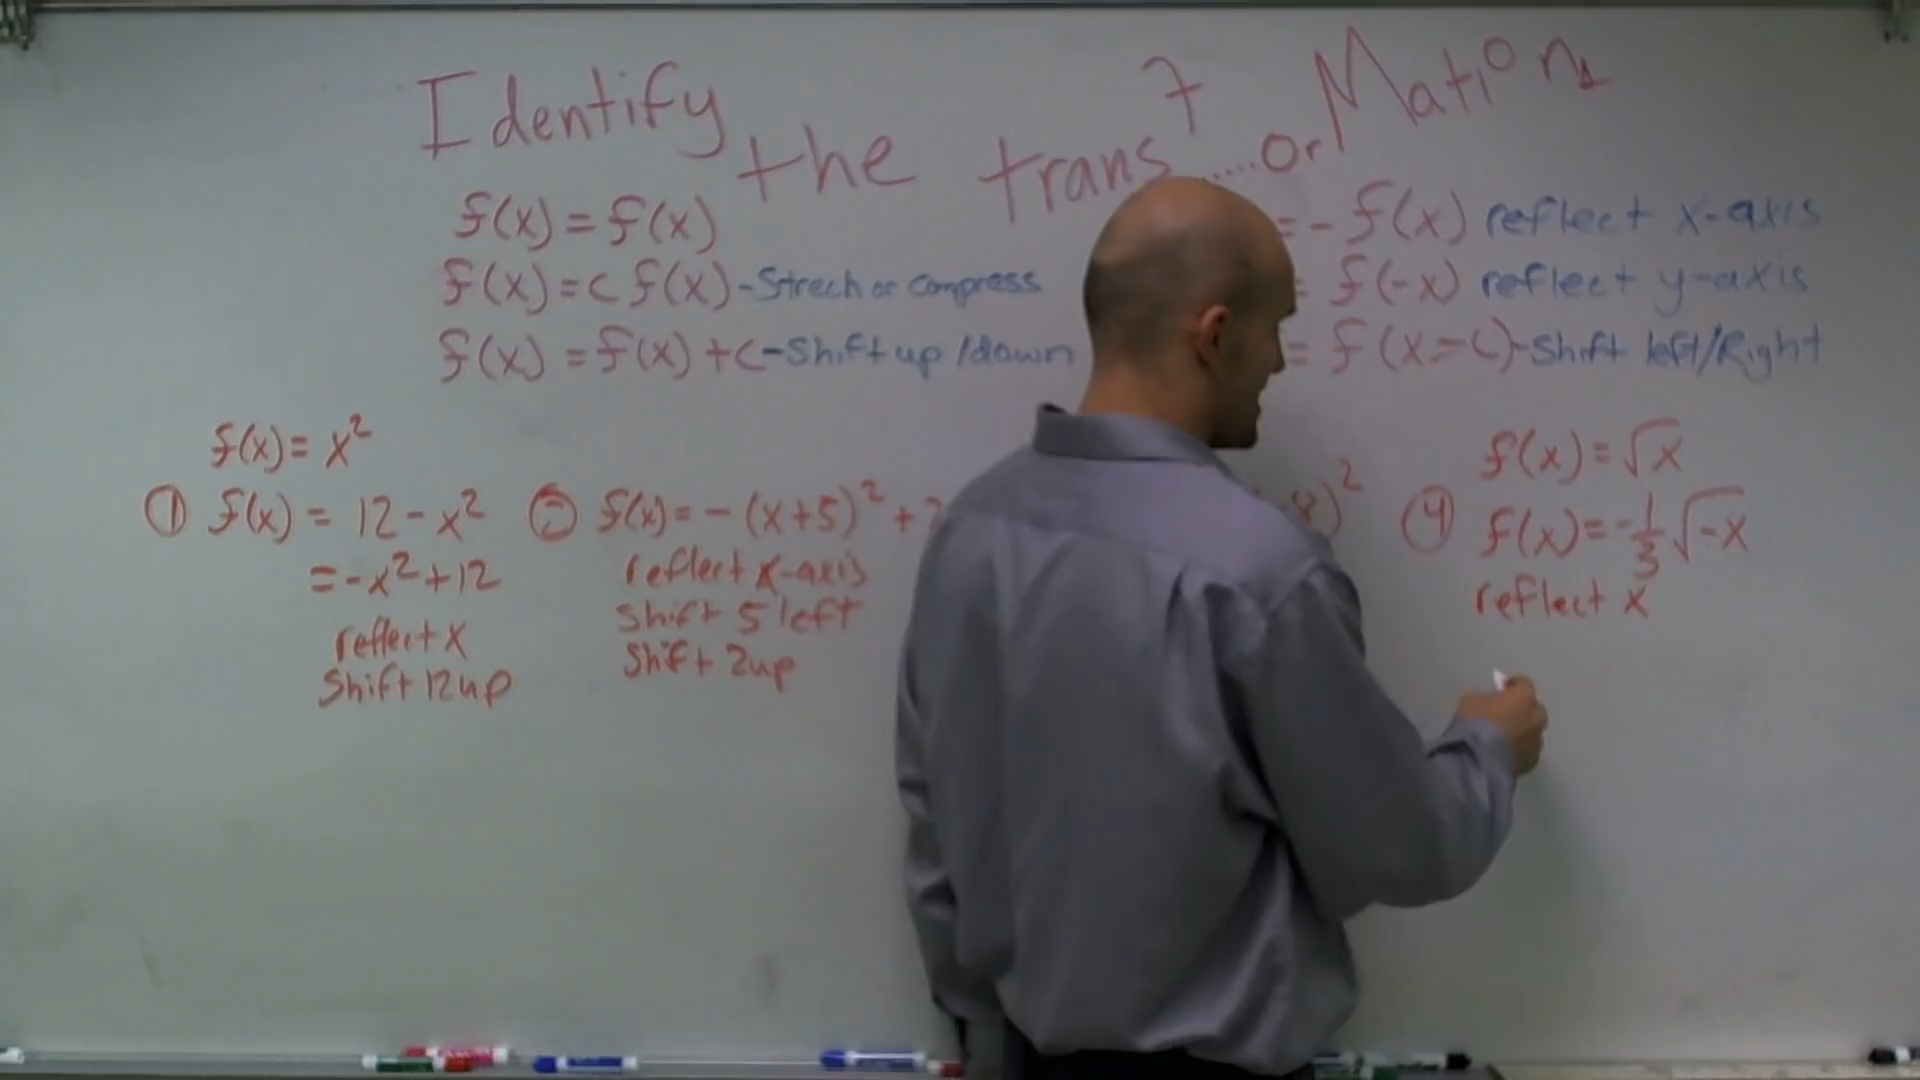 Identify the transf.....orMations
f(x) = f(x)
= - f(x) reflect x-axis
f(x) = c f(x) - Strech or compress
= f(-x) reflect y-axis
f(x) = f(x) + c - Shift up / down
= f(x - c) - Shift left/Right
f(x) = x²
① f(x) = 12 - x²
= -x² + 12
reflect x
Shift 12 up
② f(x) = - (x+5)² +
reflect x-axis
Shift 5 left
Shift 2 up
)²
f(x) = √x
④ f(x) = -1/3 √-x
reflect x